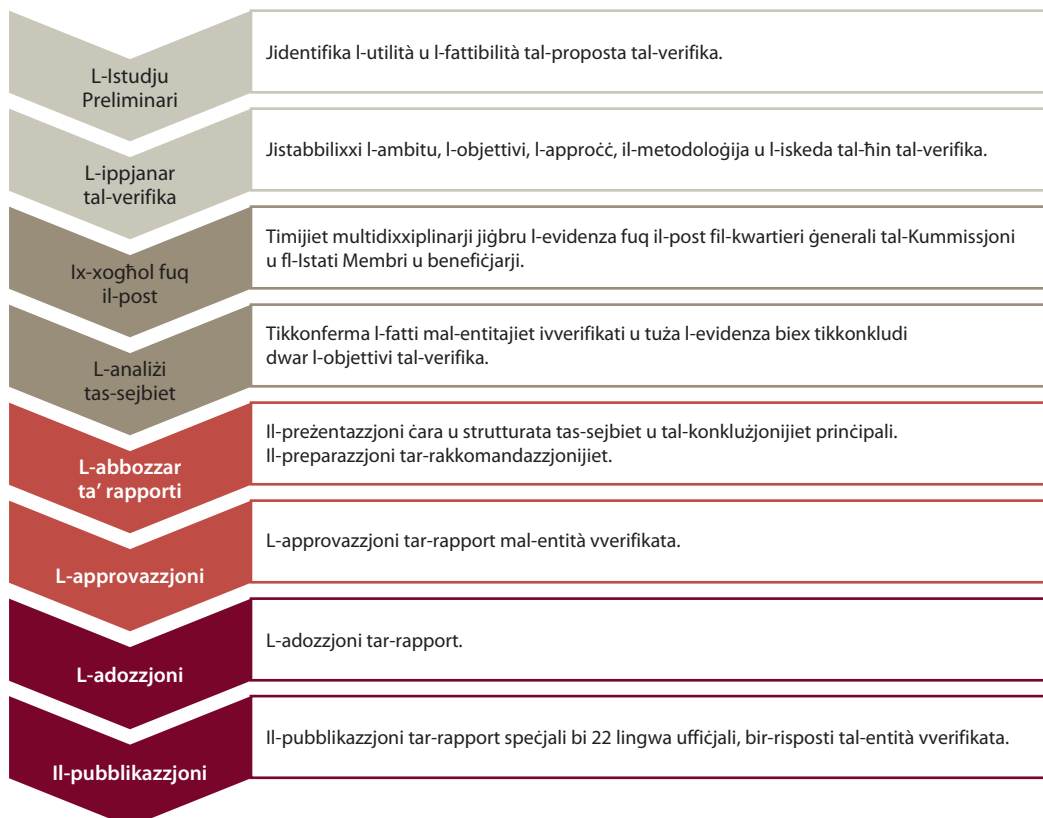 L-Istudju
Preliminari
Jidentifika l-utilità u l-fattibilità tal-proposta tal-verifika.
L-ippjanar
tal-verifika
Jistabbilixxi l-ambitu, l-objettivi, l-approċċ, il-metodoloġija u l-iskeda tal-ħin tal-verifika.
Ix-xogħol fuq
il-post
Timijiet multidixxiplinarji jiġbru l-evidenza fuq il-post fil-kwartieri ġenerali tal-Kummissjoni
u fl-Istati Membri u benefiċjarji.
L-analiżi
tas-sejbiet
Tikkonferma l-fatti mal-entitajiet ivverifikati u tuża l-evidenza biex tikkonkludi
dwar l-objettivi tal-verifika.
L-abbozzar
ta’ rapporti
Il-preżentazzjoni ċara u strutturata tas-sejbiet u tal-konklużjonijiet prinċipali.
Il-preparazzjoni tar-rakkomandazzjonijiet.
L-approvazzjoni
L-approvazzjoni tar-rapport mal-entità vverifikata.
L-adozzjoni
L-adozzjoni tar-rapport.
Il-pubblikazzjoni
Il-pubblikazzjoni tar-rapport speċjali bi 22 lingwa uffiċjali, bir-risposti tal-entità vverifikata.